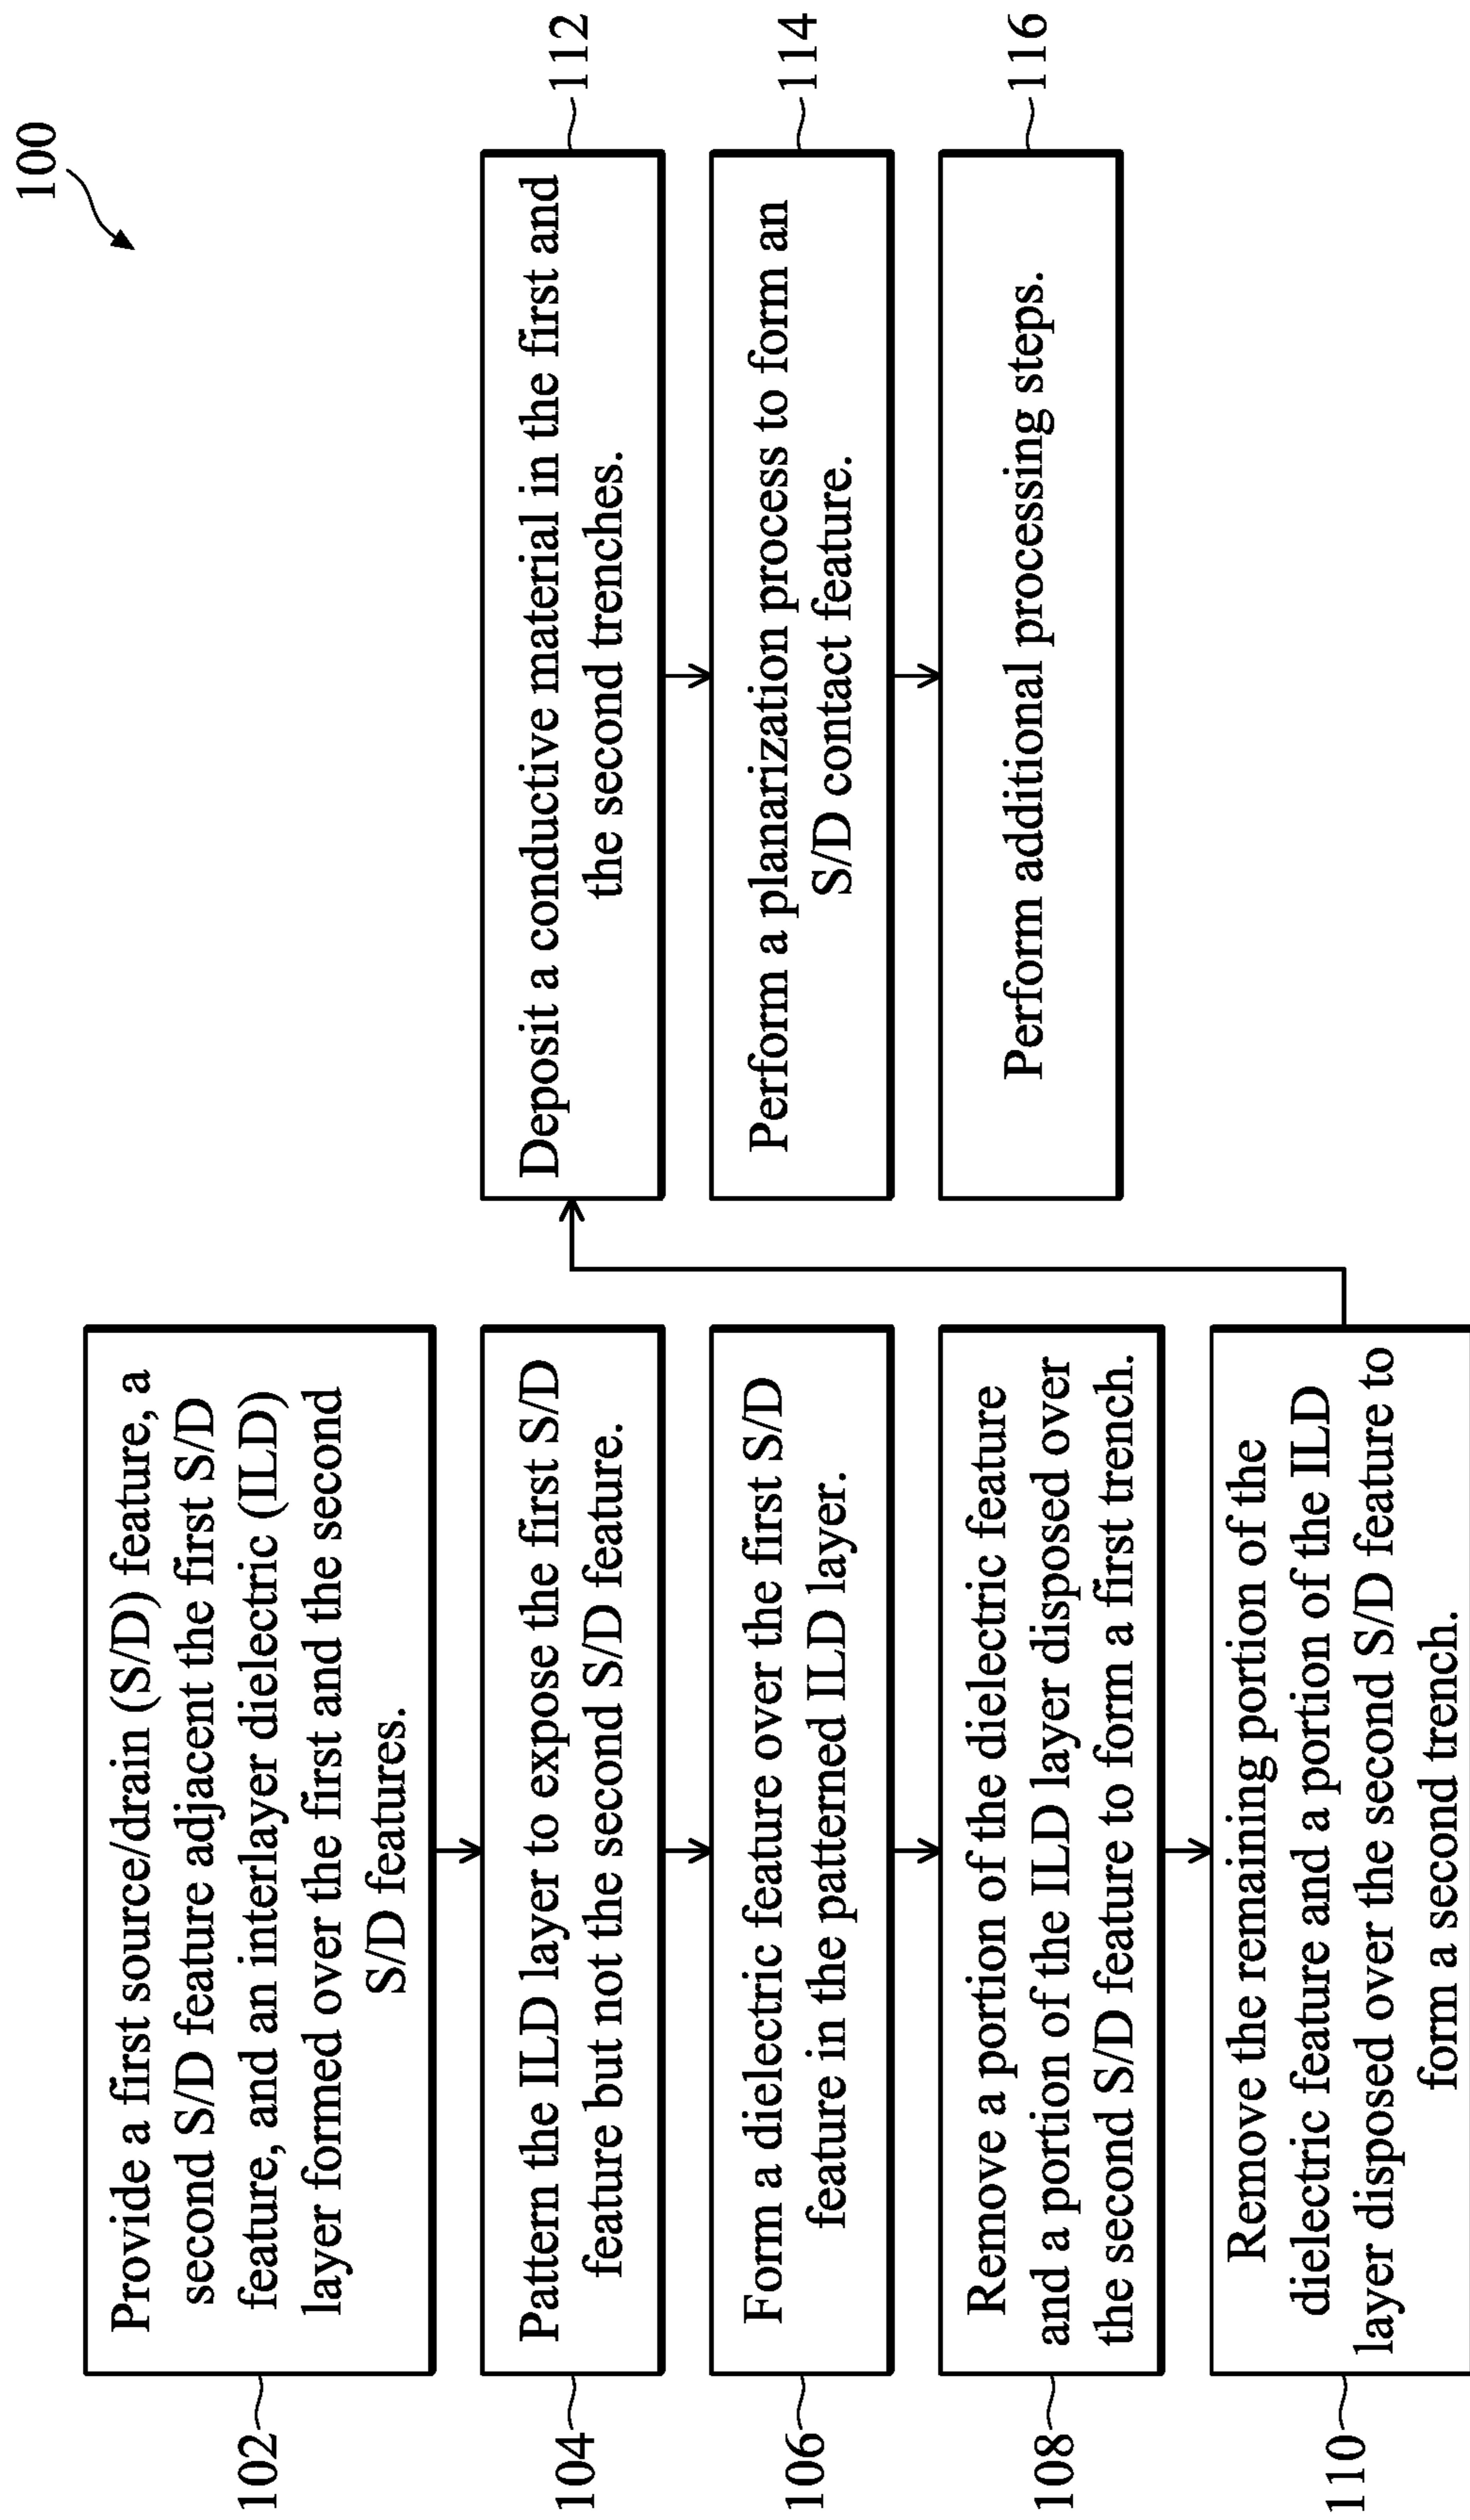 100
102
Provide a first source/drain (S/D) feature, a
second S/D feature adjacent the first S/D
feature, and an interlayer dielectric (ILD)
layer formed over the first and the second
S/D features.
104
Pattern the ILD layer to expose the first S/D
feature but not the second S/D feature.
106
Form a dielectric feature over the first S/D
feature in the patterned ILD layer.
108
Remove a portion of the dielectric feature
and a portion of the ILD layer disposed over
the second S/D feature to form a first trench.
110
Remove the remaining portion of the
dielectric feature and a portion of the ILD
layer disposed over the second S/D feature to
form a second trench.
112
Deposit a conductive material in the first and
the second trenches.
114
Perform a planarization process to form an
S/D contact feature.
116
Perform additional processing steps.